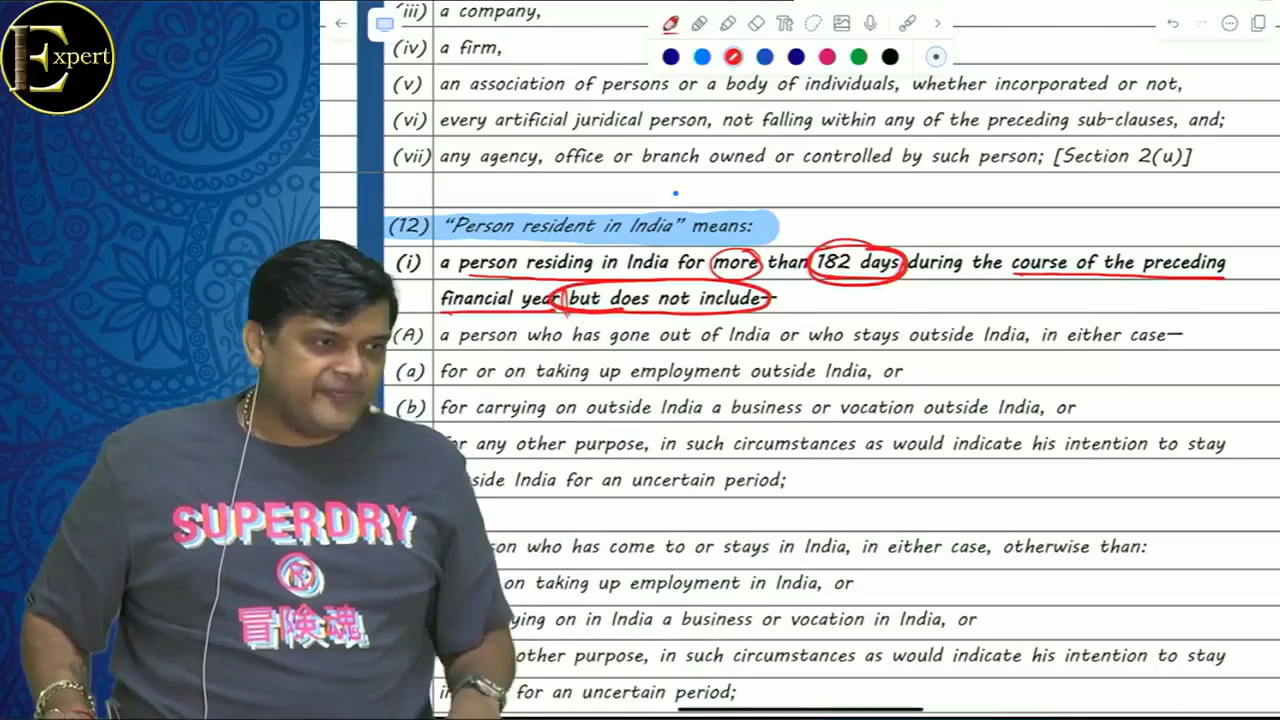 Expert
(iii) a company,
(iv) a firm,
(v) an association of persons or a body of individuals, whether incorporated or not,
(vi) every artificial juridical person, not falling within any of the preceding sub-clauses, and;
(vii) any agency, office or branch owned or controlled by such person; [Section 2(u)]
(12) “Person resident in India” means:
(i) a person residing in India for more than 182 days during the course of the preceding
financial year but does not include—
(A) a person who has gone out of India or who stays outside India, in either case—
(a) for or on taking up employment outside India, or
(b) for carrying on outside India a business or vocation outside India, or
any other purpose, in such circumstances as would indicate his intention to stay
India for an uncertain period;
who has come to or stays in India, in either case, otherwise than:
on taking up employment in India, or
on in India a business or vocation in India, or
other purpose, in such circumstances as would indicate his intention to stay
for an uncertain period;
SUPERDRY
冒険魂